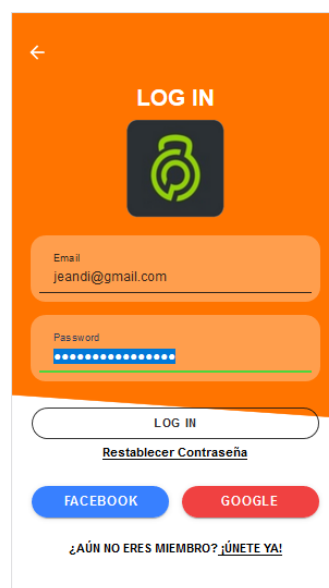 LOG IN
Email
jeandi@gmail.com
Password
••••••••••••••••
LOG IN
Restablecer Contraseña
FACEBOOK
GOOGLE
¿AÚN NO ERES MIEMBRO? ¡ÚNETE YA!